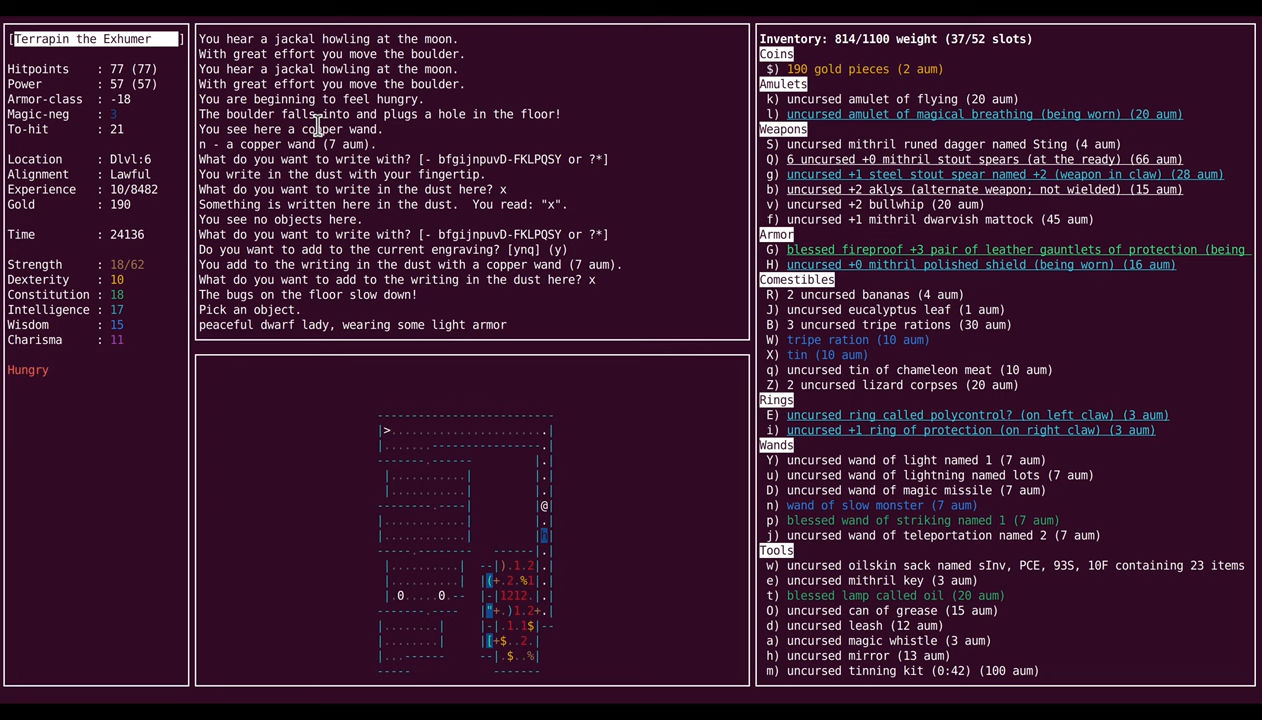 [Terrapin the Exhumer ]
Hitpoints : 77 (77)
Power : 57 (57)
Armor-class : -18
Magic-neg : 3
To-hit : 21
Location : Dlvl:6
Alignment : Lawful
Experience : 10/8482
Gold : 190
Time : 24136
Strength : 18/62
Dexterity : 10
Constitution : 18
Intelligence : 17
Wisdom : 15
Charisma : 11
Hungry
You hear a jackal howling at the moon.
With great effort you move the boulder.
You hear a jackal howling at the moon.
With great effort you move the boulder.
You are beginning to feel hungry.
The boulder falls into and plugs a hole in the floor!
You see here a copper wand.
n - a copper wand (7 aum).
What do you want to write with? [- bfgijnpuvD-FKLPQSY or ?*]
You write in the dust with your fingertip.
What do you want to write in the dust here? x
Something is written here in the dust.  You read: "x".
You see no objects here.
What do you want to write with? [- bfgijnpuvD-FKLPQSY or ?*]
Do you want to add to the current engraving? [ynq] (y)
You add to the writing in the dust with a copper wand (7 aum).
What do you want to add to the writing in the dust here? x
The bugs on the floor slow down!
Pick an object.
peaceful dwarf lady, wearing some light armor
--------------------------
|>.......................|
|.......----------------.|
-------.------         |.|
|..........|        |.|
|..........|        |.|
-------.----|        |@|
|..........|        |.|
|..........|        |h|
-----.-------   ------|.|
|.........|  --|).1.2|.|
|.........|  |(+.2.%1|.|
|.0.....0.--  |-|1212.|.|
-------.----  |"+.)1.2+.|
|.......|     |-|.1.1$|--
|.......|     |[+$..2.|
|...------     --|.$..%|
-----            -------
Inventory: 814/1100 weight (37/52 slots)
Coins
$) 190 gold pieces (2 aum)
Amulets
k) uncursed amulet of flying (20 aum)
l) uncursed amulet of magical breathing (being worn) (20 aum)
Weapons
S) uncursed mithril runed dagger named Sting (4 aum)
Q) 6 uncursed +0 mithril stout spears (at the ready) (66 aum)
g) uncursed +1 steel stout spear named +2 (weapon in claw) (28 aum)
b) uncursed +2 aklys (alternate weapon; not wielded) (15 aum)
v) uncursed +2 bullwhip (20 aum)
f) uncursed +1 mithril dwarvish mattock (45 aum)
Armor
G) blessed fireproof +3 pair of leather gauntlets of protection (being
H) uncursed +0 mithril polished shield (being worn) (16 aum)
Comestibles
R) 2 uncursed bananas (4 aum)
J) uncursed eucalyptus leaf (1 aum)
B) 3 uncursed tripe rations (30 aum)
W) tripe ration (10 aum)
X) tin (10 aum)
q) uncursed tin of chameleon meat (10 aum)
Z) 2 uncursed lizard corpses (20 aum)
Rings
E) uncursed ring called polycontrol? (on left claw) (3 aum)
i) uncursed +1 ring of protection (on right claw) (3 aum)
Wands
Y) uncursed wand of light named 1 (7 aum)
u) uncursed wand of lightning named lots (7 aum)
D) uncursed wand of magic missile (7 aum)
n) wand of slow monster (7 aum)
p) blessed wand of striking named 1 (7 aum)
j) uncursed wand of teleportation named 2 (7 aum)
Tools
w) uncursed oilskin sack named sInv, PCE, 93S, 10F containing 23 items
e) uncursed mithril key (3 aum)
t) blessed lamp called oil (20 aum)
O) uncursed can of grease (15 aum)
d) uncursed leash (12 aum)
a) uncursed magic whistle (3 aum)
h) uncursed mirror (13 aum)
m) uncursed tinning kit (0:42) (100 aum)